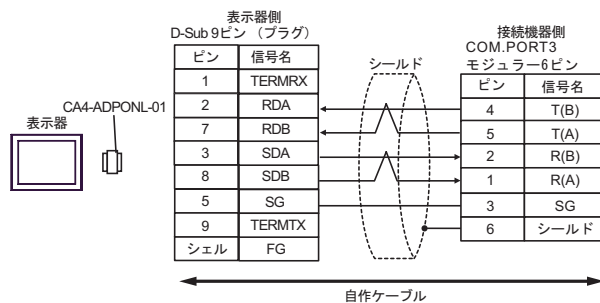 表示器側
D-Sub 9ピン （プラグ）
接続機器側
COM.PORT3
モジュラー6ピン
シールド
CA4-ADPONL-01
表示器
ピン 信号名
1 TERMRX
2 RDA
7 RDB
3 SDA
8 SDB
5 SG
9 TERMTX
シェル FG
ピン 信号名
4 T(B)
5 T(A)
2 R(B)
1 R(A)
3 SG
6 シールド
自作ケーブル